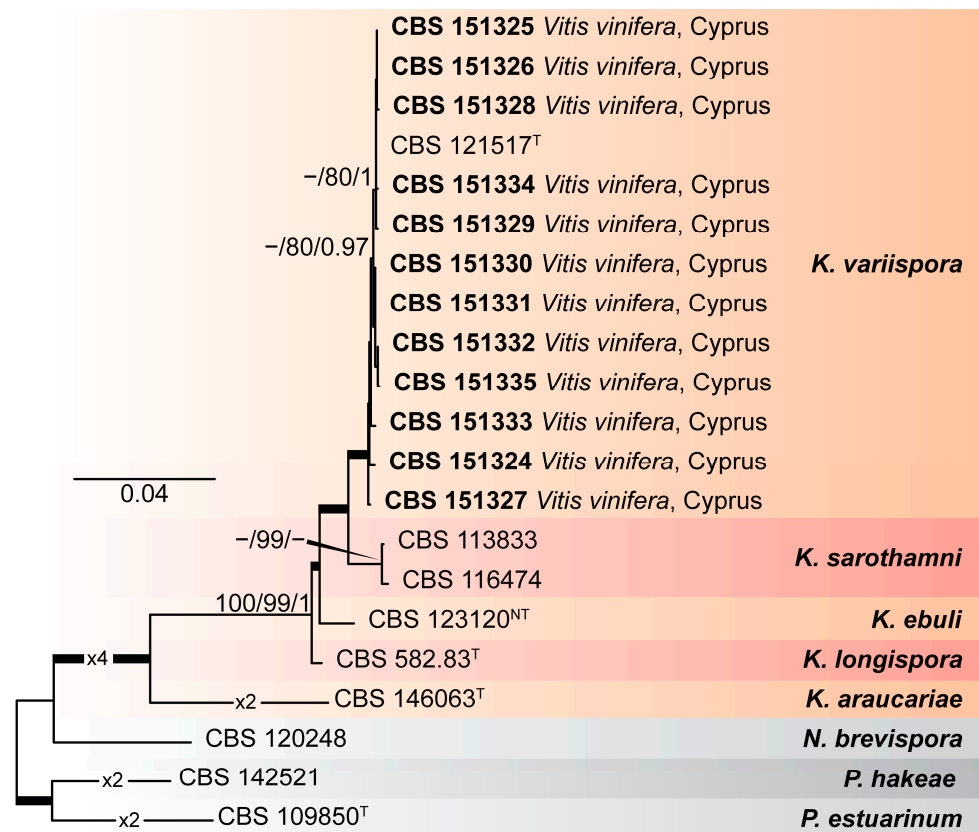 CBS 151325 Vitis vinifera, Cyprus
CBS 151326 Vitis vinifera, Cyprus
CBS 151328 Vitis vinifera, Cyprus
CBS 121517ᵀ
−/80/1
CBS 151334 Vitis vinifera, Cyprus
CBS 151329 Vitis vinifera, Cyprus
−/80/0.97
CBS 151330 Vitis vinifera, Cyprus
K. variispora
CBS 151331 Vitis vinifera, Cyprus
CBS 151332 Vitis vinifera, Cyprus
CBS 151335 Vitis vinifera, Cyprus
CBS 151333 Vitis vinifera, Cyprus
CBS 151324 Vitis vinifera, Cyprus
0.04
CBS 151327 Vitis vinifera, Cyprus
−/99/−
CBS 113833
K. sarothamni
CBS 116474
100/99/1
CBS 123120ᴺᵀ
K. ebuli
x4
CBS 582.83ᵀ
K. longispora
x2
CBS 146063ᵀ
K. araucariae
CBS 120248
N. brevispora
x2
CBS 142521
P. hakeae
x2
CBS 109850ᵀ
P. estuarinum